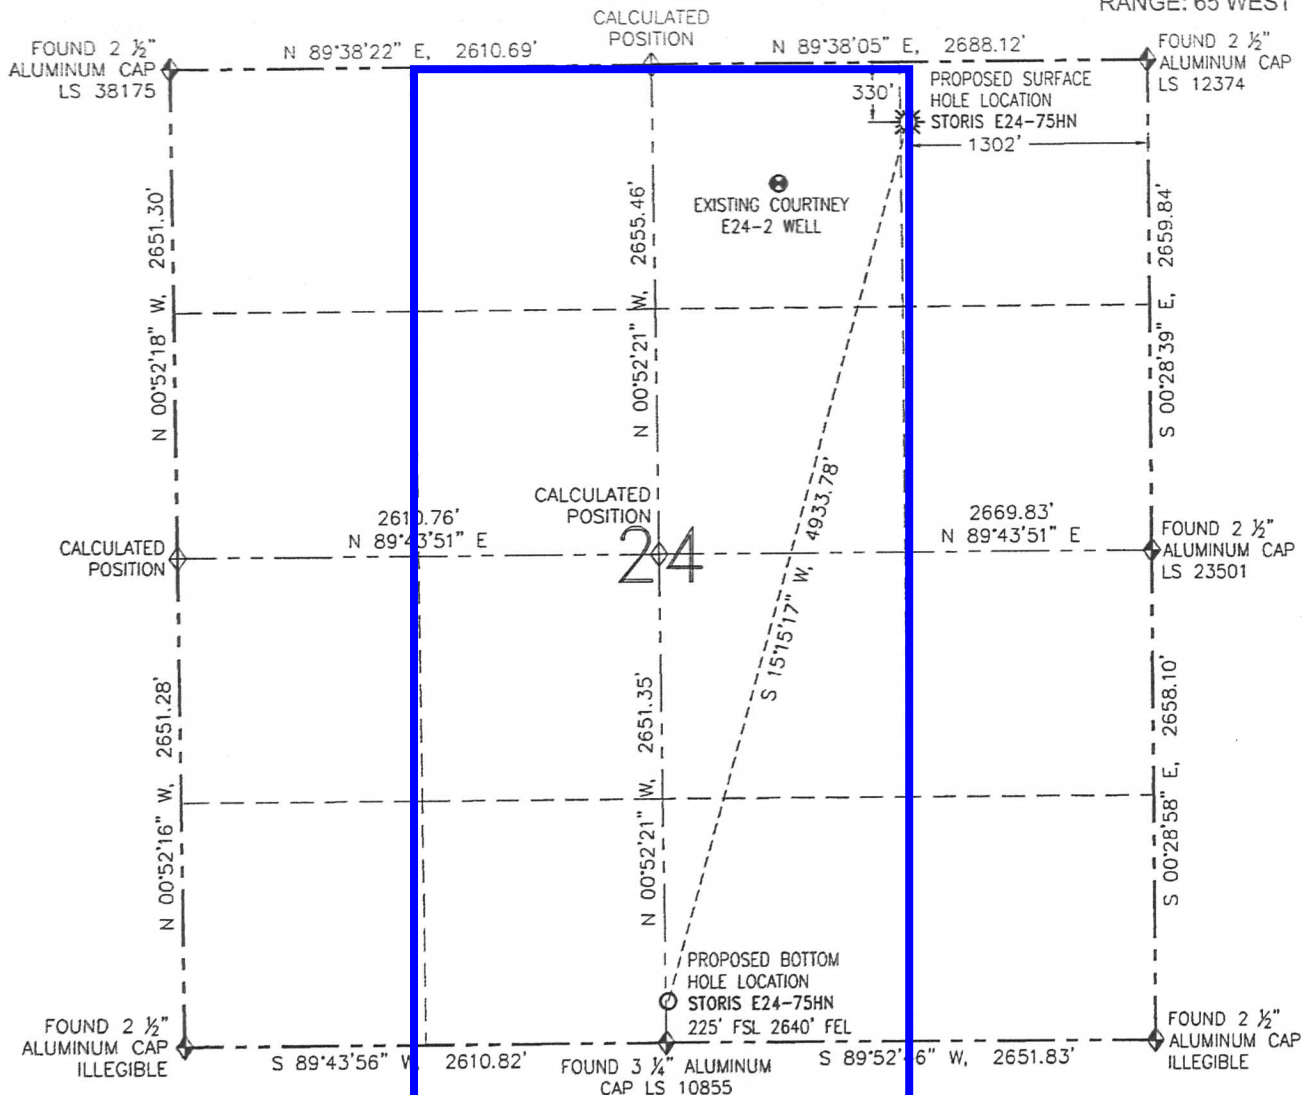 RANGE: 65 WEST
CALCULATED
POSITION
FOUND 2 ½"
ALUMINUM CAP
LS 38175
N 89°38'22" E, 2610.69'
N 89°38'05" E, 2688.12'
FOUND 2 ½"
ALUMINUM CAP
LS 12374
330'
PROPOSED SURFACE
HOLE LOCATION
STORIS E24-75HN
1302'
EXISTING COURTNEY
E24-2 WELL
N 00°52'18" W, 2651.30'
N 00°52'21" W, 2655.46'
S 00°28'39" E, 2659.84'
S 15°15'17" W, 4933.78'
CALCULATED
POSITION
2610.76'
N 89°43'51" E
CALCULATED
POSITION
24
2669.83'
N 89°43'51" E
FOUND 2 ½"
ALUMINUM CAP
LS 23501
N 00°52'16" W, 2651.28'
N 00°52'21" W, 2651.35'
S 00°28'58" E, 2658.10'
PROPOSED BOTTOM
HOLE LOCATION
STORIS E24-75HN
225' FSL 2640' FEL
FOUND 2 ½"
ALUMINUM CAP
ILLEGIBLE
S 89°43'56" W, 2610.82'
FOUND 3 ¼" ALUMINUM
CAP LS 10855
S 89°52'46" W, 2651.83'
FOUND 2 ½"
ALUMINUM CAP
ILLEGIBLE